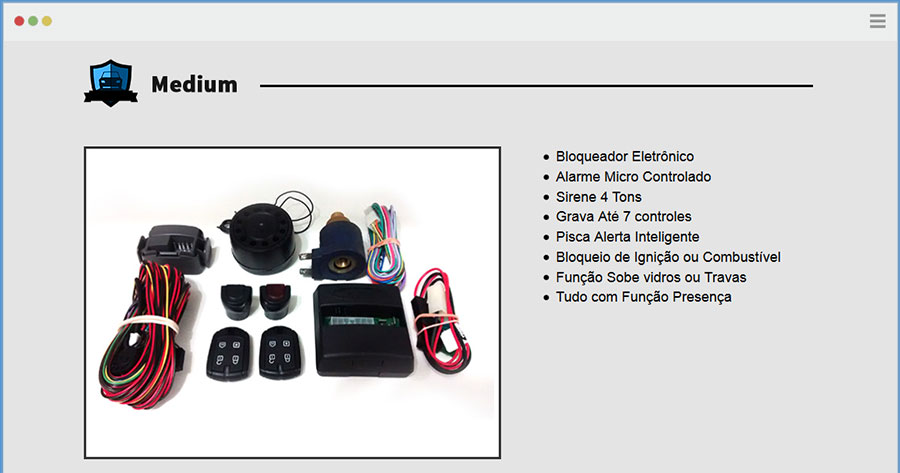 Medium
Bloqueador Eletrônico
Alarme Micro Controlado
Sirene 4 Tons
Grava Até 7 controles
Pisca Alerta Inteligente
Bloqueio de Ignição ou Combustível
Função Sobe vidros ou Travas
Tudo com Função Presença